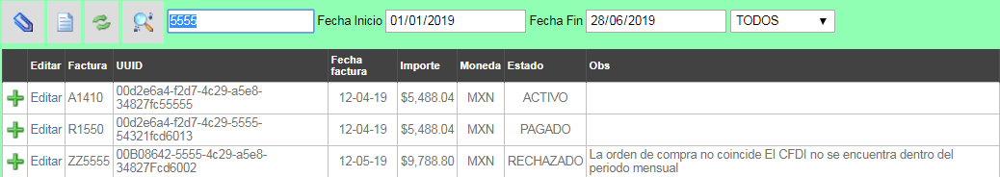 5555 Fecha Inicio 01/01/2019 Fecha Fin 28/06/2019 TODOS
Editar Factura UUID Fecha factura Importe Moneda Estado Obs
Editar A1410 00d2e6a4-f2d7-4c29-a5e8-34827fc55555 12-04-19 $5,488.04 MXN ACTIVO
Editar R1550 00d2e6a4-f2d7-4c29-5555-54321fcd6013 12-04-19 $5,488.04 MXN PAGADO
Editar ZZ5555 00B08642-5555-4c29-a5e8-34827Fcd6002 12-05-19 $9,788.80 MXN RECHAZADO La orden de compra no coincide El CFDI no se encuentra dentro del periodo mensual